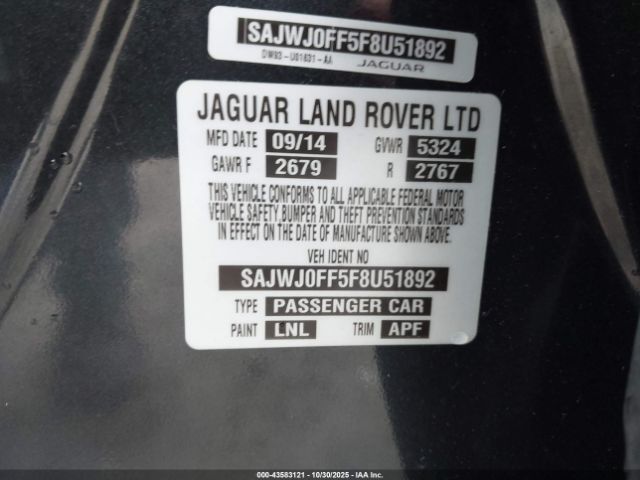 SAJWJ0FF5F8U51892
DW93-U01831-AA JAGUAR
JAGUAR LAND ROVER LTD
MFD DATE 09/14 GVWR 5324
GAWR F 2679 R 2767
THIS VEHICLE CONFORMS TO ALL APPLICABLE FEDERAL MOTOR
VEHICLE SAFETY BUMPER AND THEFT PREVENTION STANDARDS
IN EFFECT ON THE DATE OF MANUFACTURE SHOWN ABOVE.
VEH IDENT NO
SAJWJ0FF5F8U51892
TYPE PASSENGER CAR
PAINT LNL TRIM APF
000-43583121 - 10/30/2025 - IAA Inc.